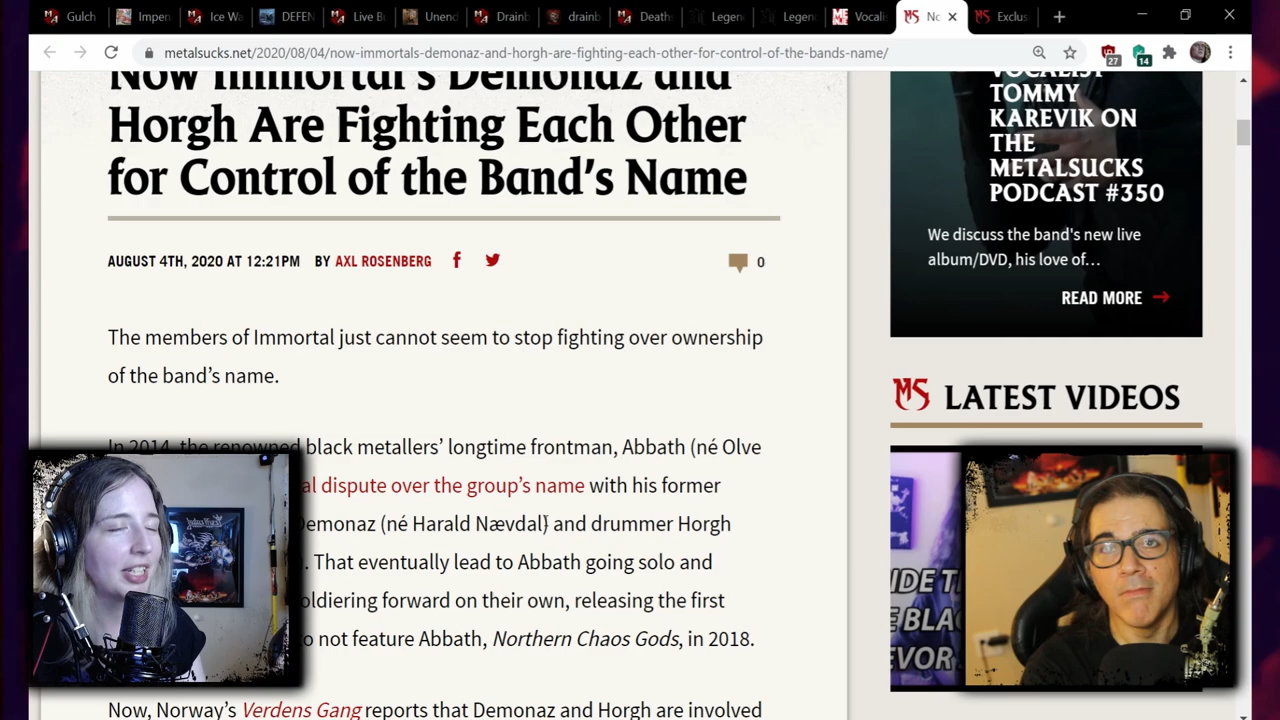 Gulch
Impen
Ice Wa
DEFEN
Live B
Unend
Drainb
drainb
Death
Legen
Legen
Vocalis
No
Exclus
metalsucks.net/2020/08/04/now-immortals-demonaz-and-horgh-are-fighting-each-other-for-control-of-the-bands-name/
27
14
Now Immortal's Demonaz and
Horgh Are Fighting Each Other
for Control of the Band's Name
AUGUST 4TH, 2020 AT 12:21PM BY AXL ROSENBERG
0
The members of Immortal just cannot seem to stop fighting over ownership
of the band's name.
In 2014, the renowned black metallers' longtime frontman, Abbath (né Olve
al dispute over the group's name with his former
Demonaz (né Harald Nævdal) and drummer Horgh
. That eventually lead to Abbath going solo and
oldiering forward on their own, releasing the first
o not feature Abbath, Northern Chaos Gods, in 2018.
Now, Norway's Verdens Gang reports that Demonaz and Horgh are involved
VOCALIST
TOMMY
KAREVIK ON
THE
METALSUCKS
PODCAST #350
We discuss the band's new live
album/DVD, his love of…
READ MORE
MS LATEST VIDEOS
IDE T
BLA
EVOR